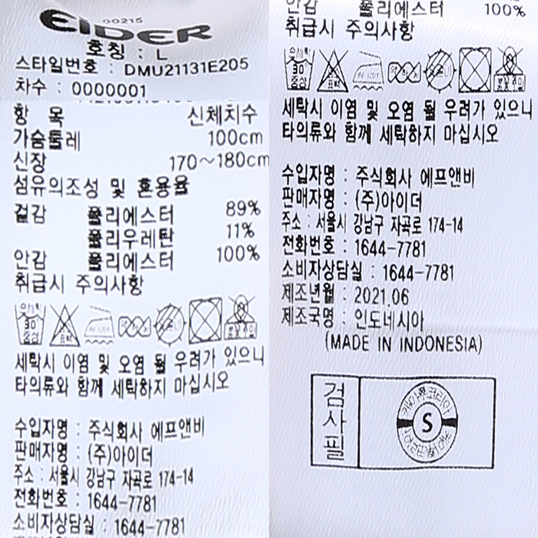 EIDER
00215
호칭 : L
스타일번호 : DMU21131E205
차수 : 0000001
항 목 신체치수
가슴둘레 100cm
신장 170~180cm
섬유의조성 및 혼용율
겉감 폴리에스터 89%
폴리우레탄 11%
안감 폴리에스터 100%
취급시 주의사항
30
중성
세탁시 이염 및 오염 될 우려가 있으니
타의류와 함께 세탁하지 마십시오
수입자명 : 주식회사 에프앤비
판매자명 : (주)아이더
주소 : 서울시 강남구 자곡로 174-14
전화번호 : 1644-7781
소비자상담실 : 1644-7781
안감 폴리에스터 100%
취급시 주의사항
30
중성
세탁시 이염 및 오염 될 우려가 있으니
타의류와 함께 세탁하지 마십시오
수입자명 : 주식회사 에프앤비
판매자명 : (주)아이더
주소 : 서울시 강남구 자곡로 174-14
전화번호 : 1644-7781
소비자상담실 : 1644-7781
제조년월 : 2021.06
제조국명 : 인도네시아
(MADE IN INDONESIA)
검사필
S